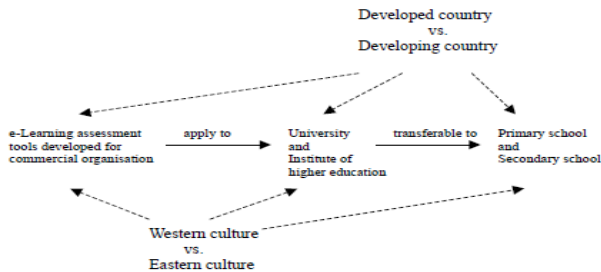 Developed country
vs.
Developing country
e-Learning assessment
tools developed for
commercial organisation
apply to
University
and
Institute of
higher education
transferable to
Primary school
and
Secondary school
Western culture
vs.
Eastern culture